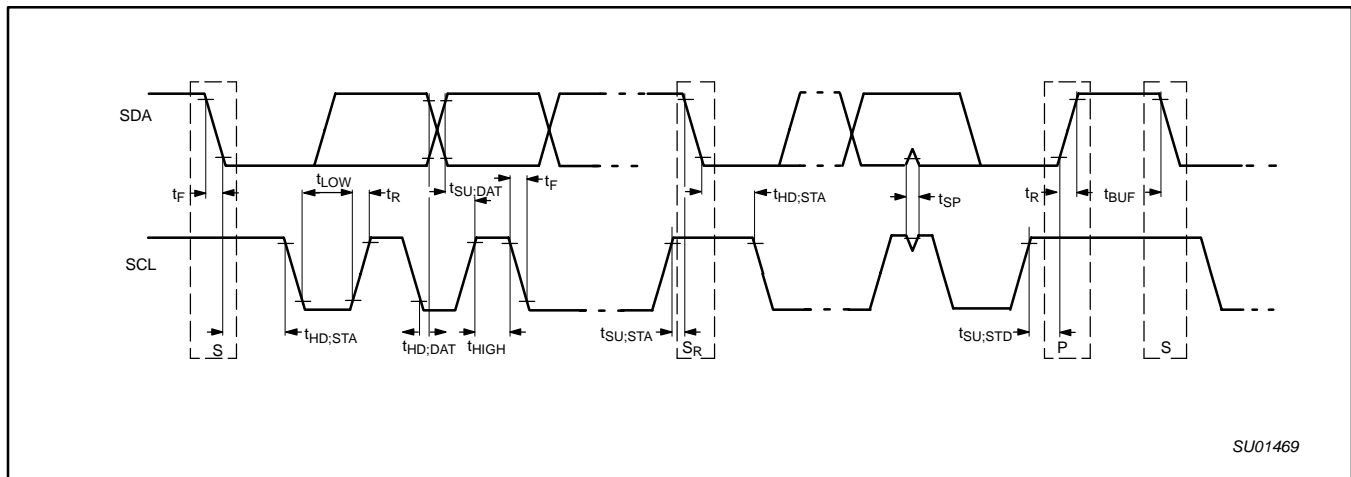 SDA
tF
tLOW
tR
tSU;DAT
tF
tHD;STA
tSP
tR
tBUF
SCL
S
tHD;STA
tHD;DAT
tHIGH
tSU;STA
SR
tSU;STD
P
S
SU01469